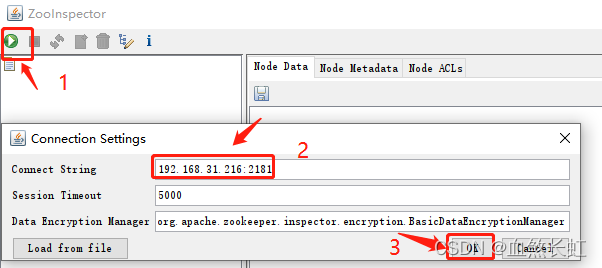 ZooInspector
1
Node Data Node Metadata Node ACLs
Connection Settings
2
Connect String 192.168.31.216:2181
Session Timeout 5000
Data Encryption Manager org.apache.zookeeper.inspector.encryption.BasicDataEncryptionManager
3
Load from file OK Cancel
CSDN @血煞长虹